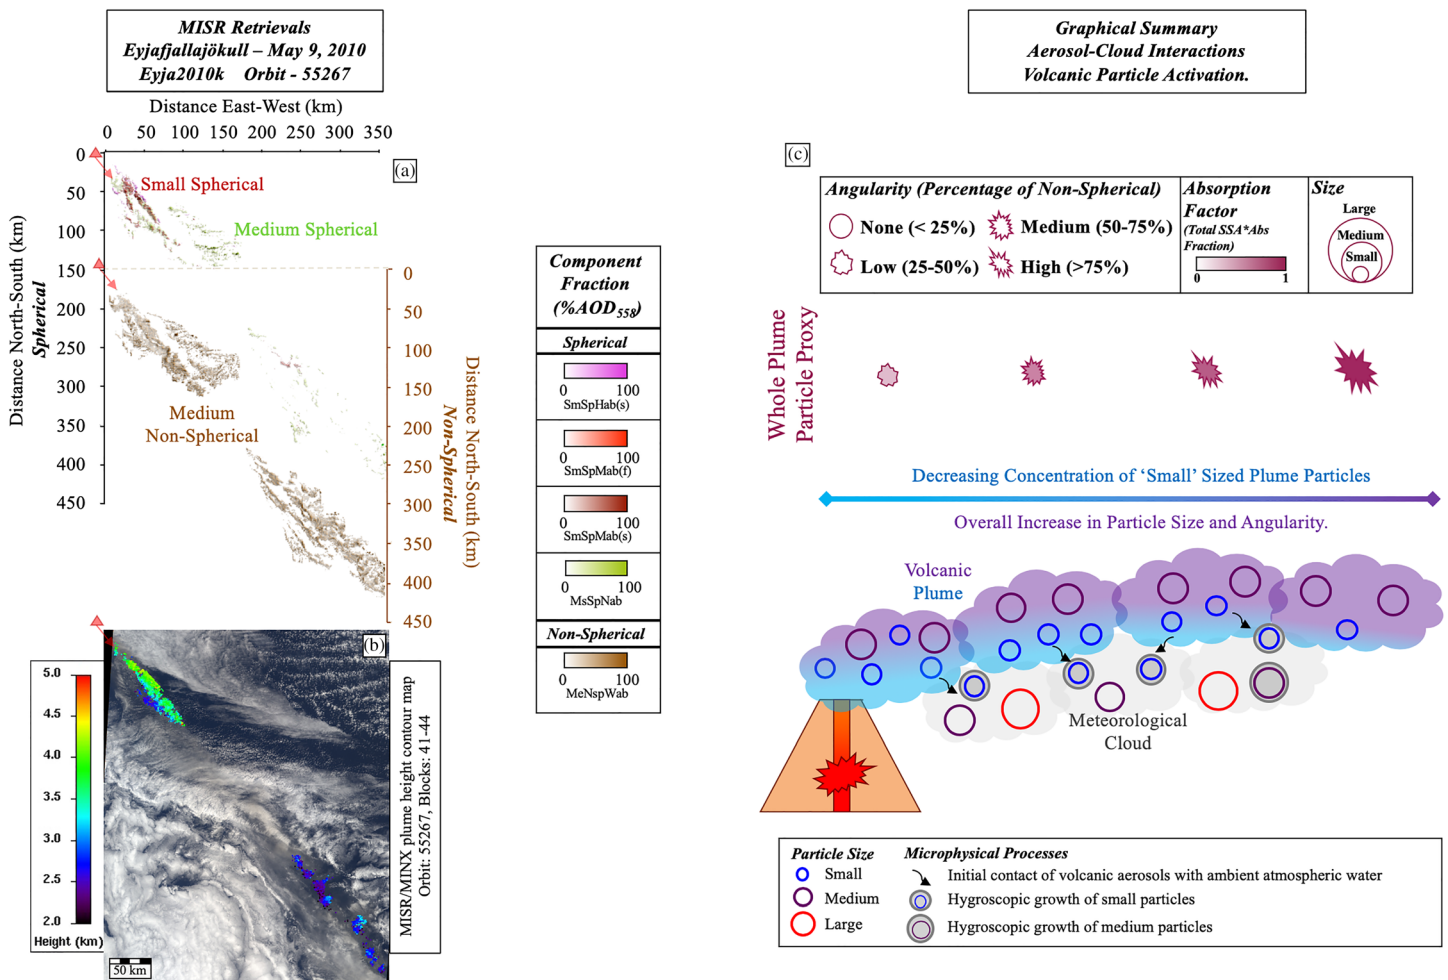 MISR Retrievals
Eyjafjallajökull – May 9, 2010
Eyja2010k Orbit - 55267
Distance East-West (km)
0 50 100 150 200 250 300 350
(a)
Distance North-South (km)
Spherical
0
50
100
150
200
250
300
350
400
450
Small Spherical
Medium Spherical
Medium
Non-Spherical
0
50
100
150
200
250
300
350
400
450
Distance North-South (km)
Non-Spherical
(b)
5.0
4.5
4.0
3.5
3.0
2.5
2.0
Height (km)
50 km
MISR/MINX plume height contour map
Orbit: 55267, Blocks: 41-44
Component
Fraction
(%AOD558)
Spherical
0 100
SmSpHab(s)
0 100
SmSpMab(f)
0 100
SmSpMab(s)
0 100
MsSpNab
Non-Spherical
0 100
MeNspWab
Graphical Summary
Aerosol-Cloud Interactions
Volcanic Particle Activation.
(c)
Angularity (Percentage of Non-Spherical)
None (< 25%)
Medium (50-75%)
Low (25-50%)
High (>75%)
Absorption
Factor
(Total SSA*Abs
Fraction)
0 1
Size
Large
Medium
Small
Whole Plume
Particle Proxy
Decreasing Concentration of ‘Small’ Sized Plume Particles
Overall Increase in Particle Size and Angularity.
Volcanic
Plume
Meteorological
Cloud
Particle Size
Small
Medium
Large
Microphysical Processes
Initial contact of volcanic aerosols with ambient atmospheric water
Hygroscopic growth of small particles
Hygroscopic growth of medium particles